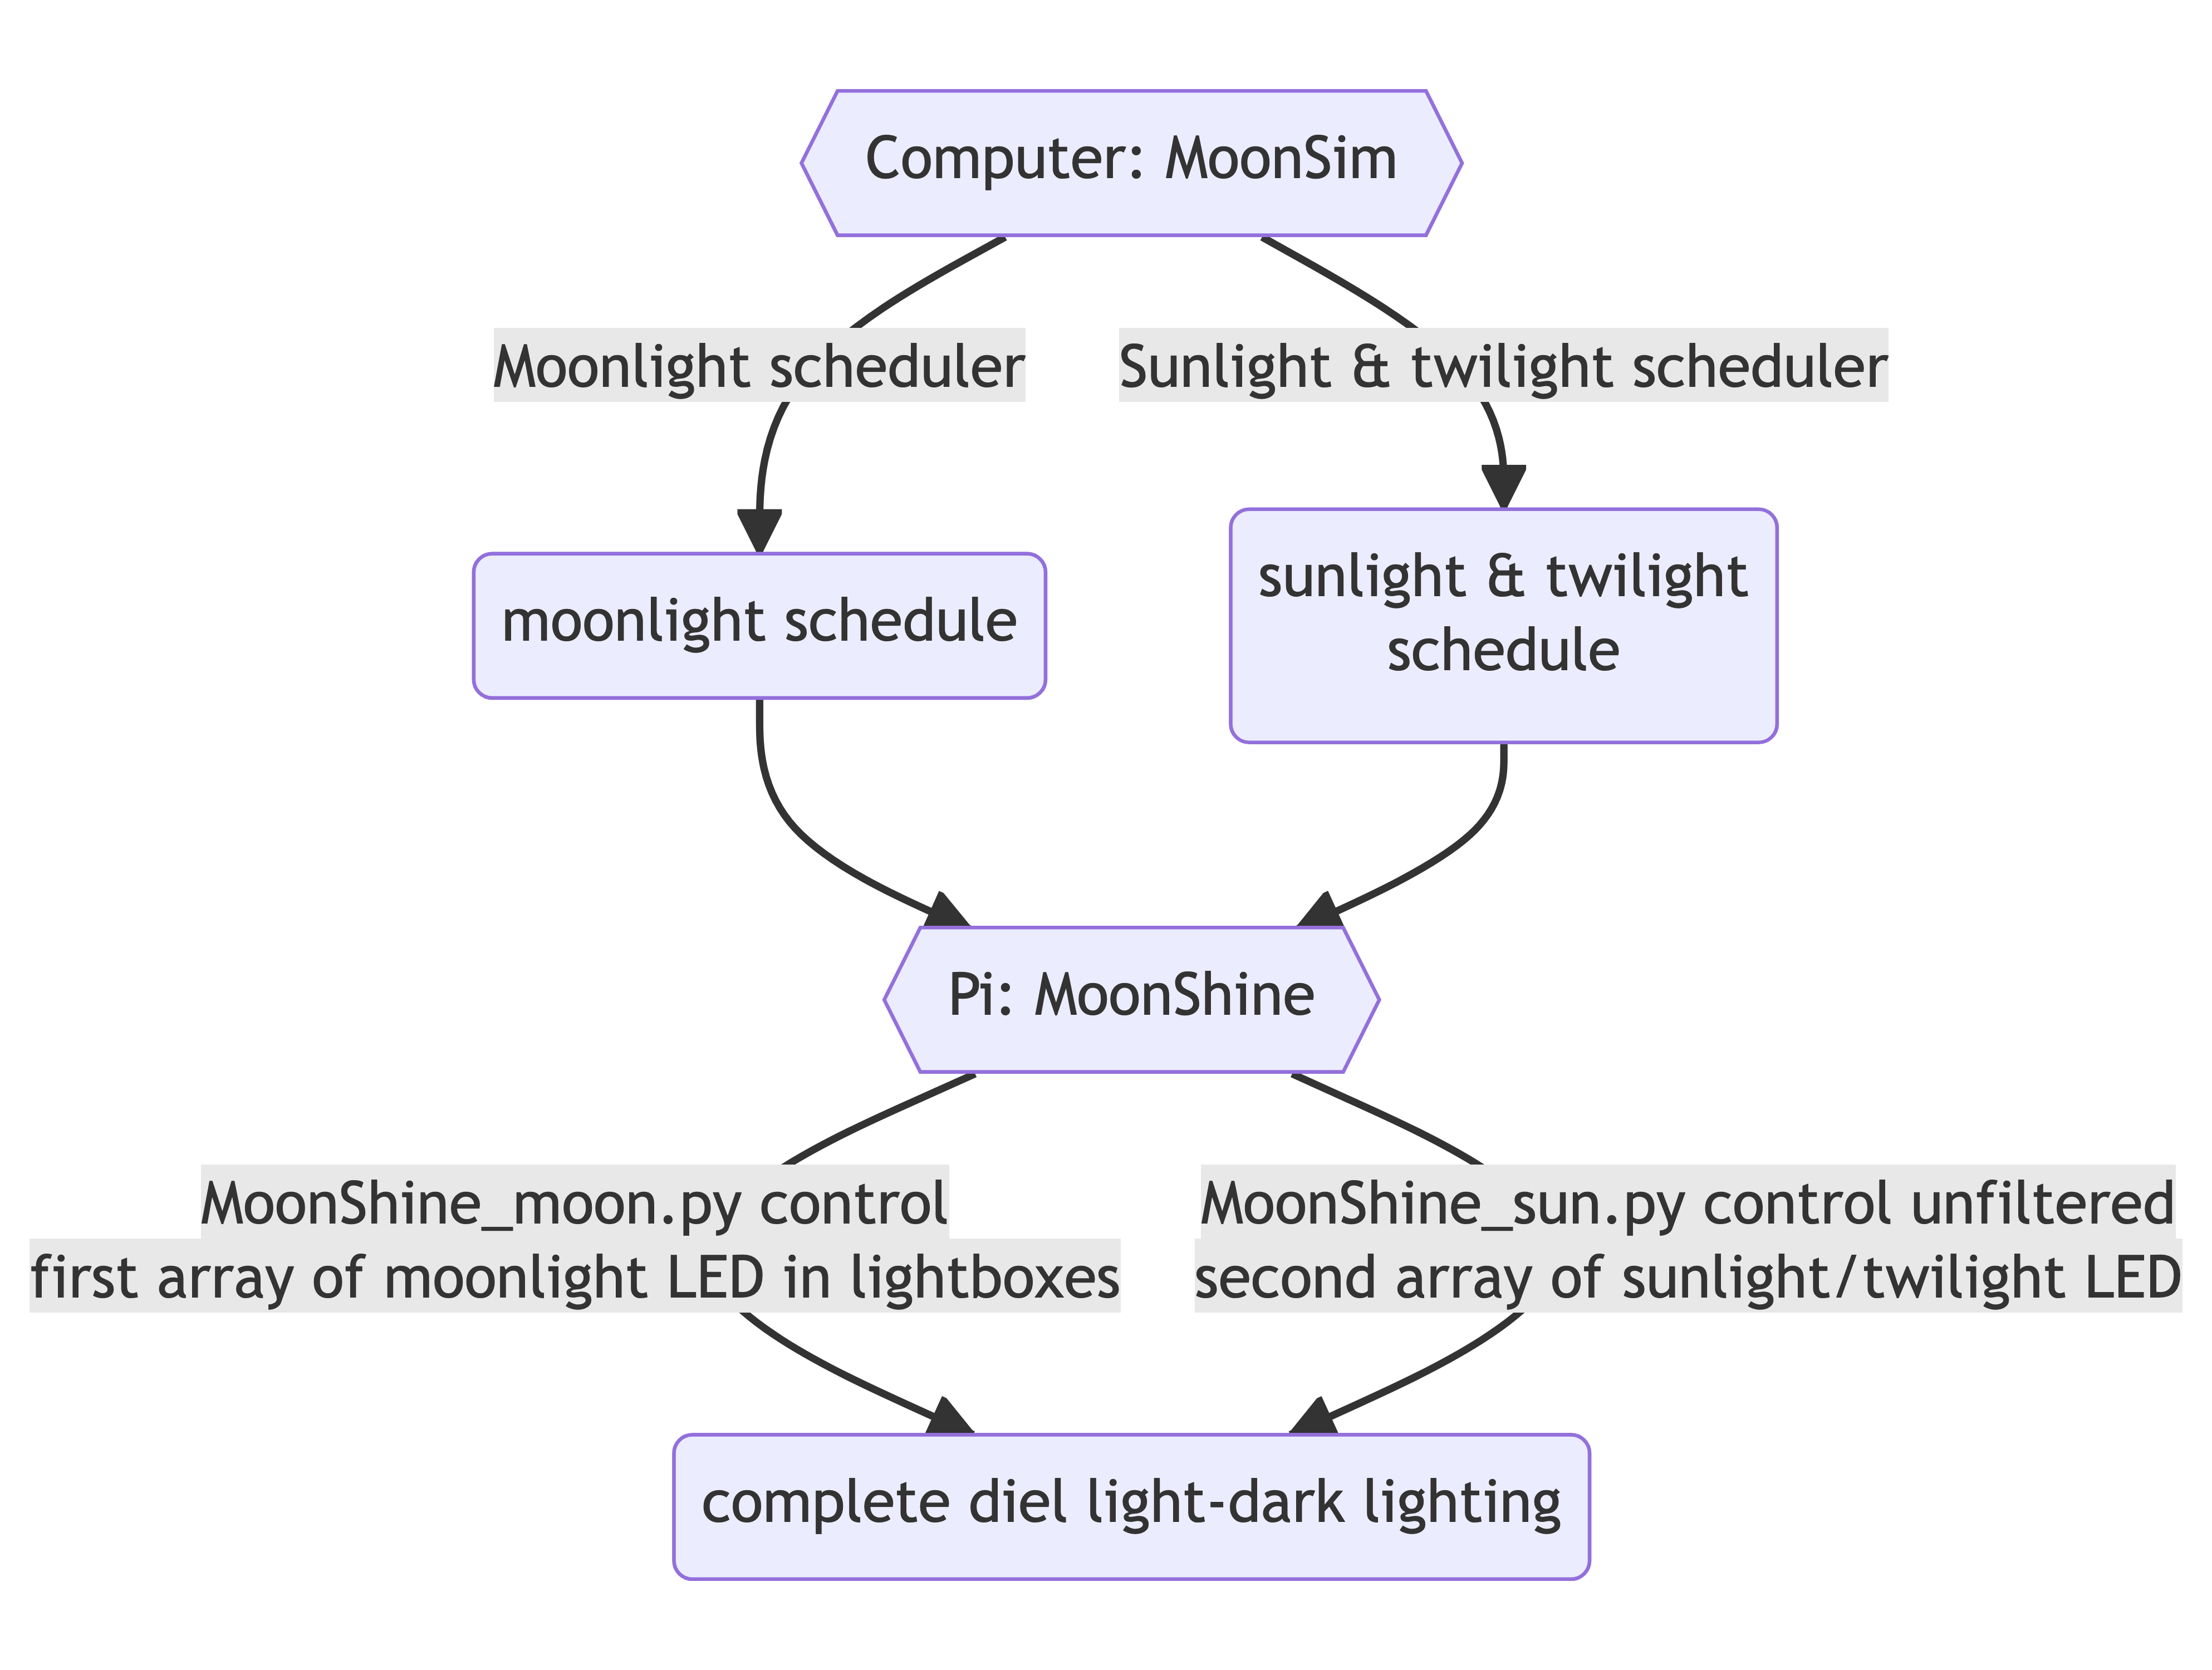 Computer: MoonSim
Moonlight scheduler
Sunlight & twilight scheduler
moonlight schedule
sunlight & twilight
schedule
Pi: MoonShine
MoonShine_moon.py control
first array of moonlight LED in lightboxes
MoonShine_sun.py control unfiltered
second array of sunlight/twilight LED
complete diel light-dark lighting